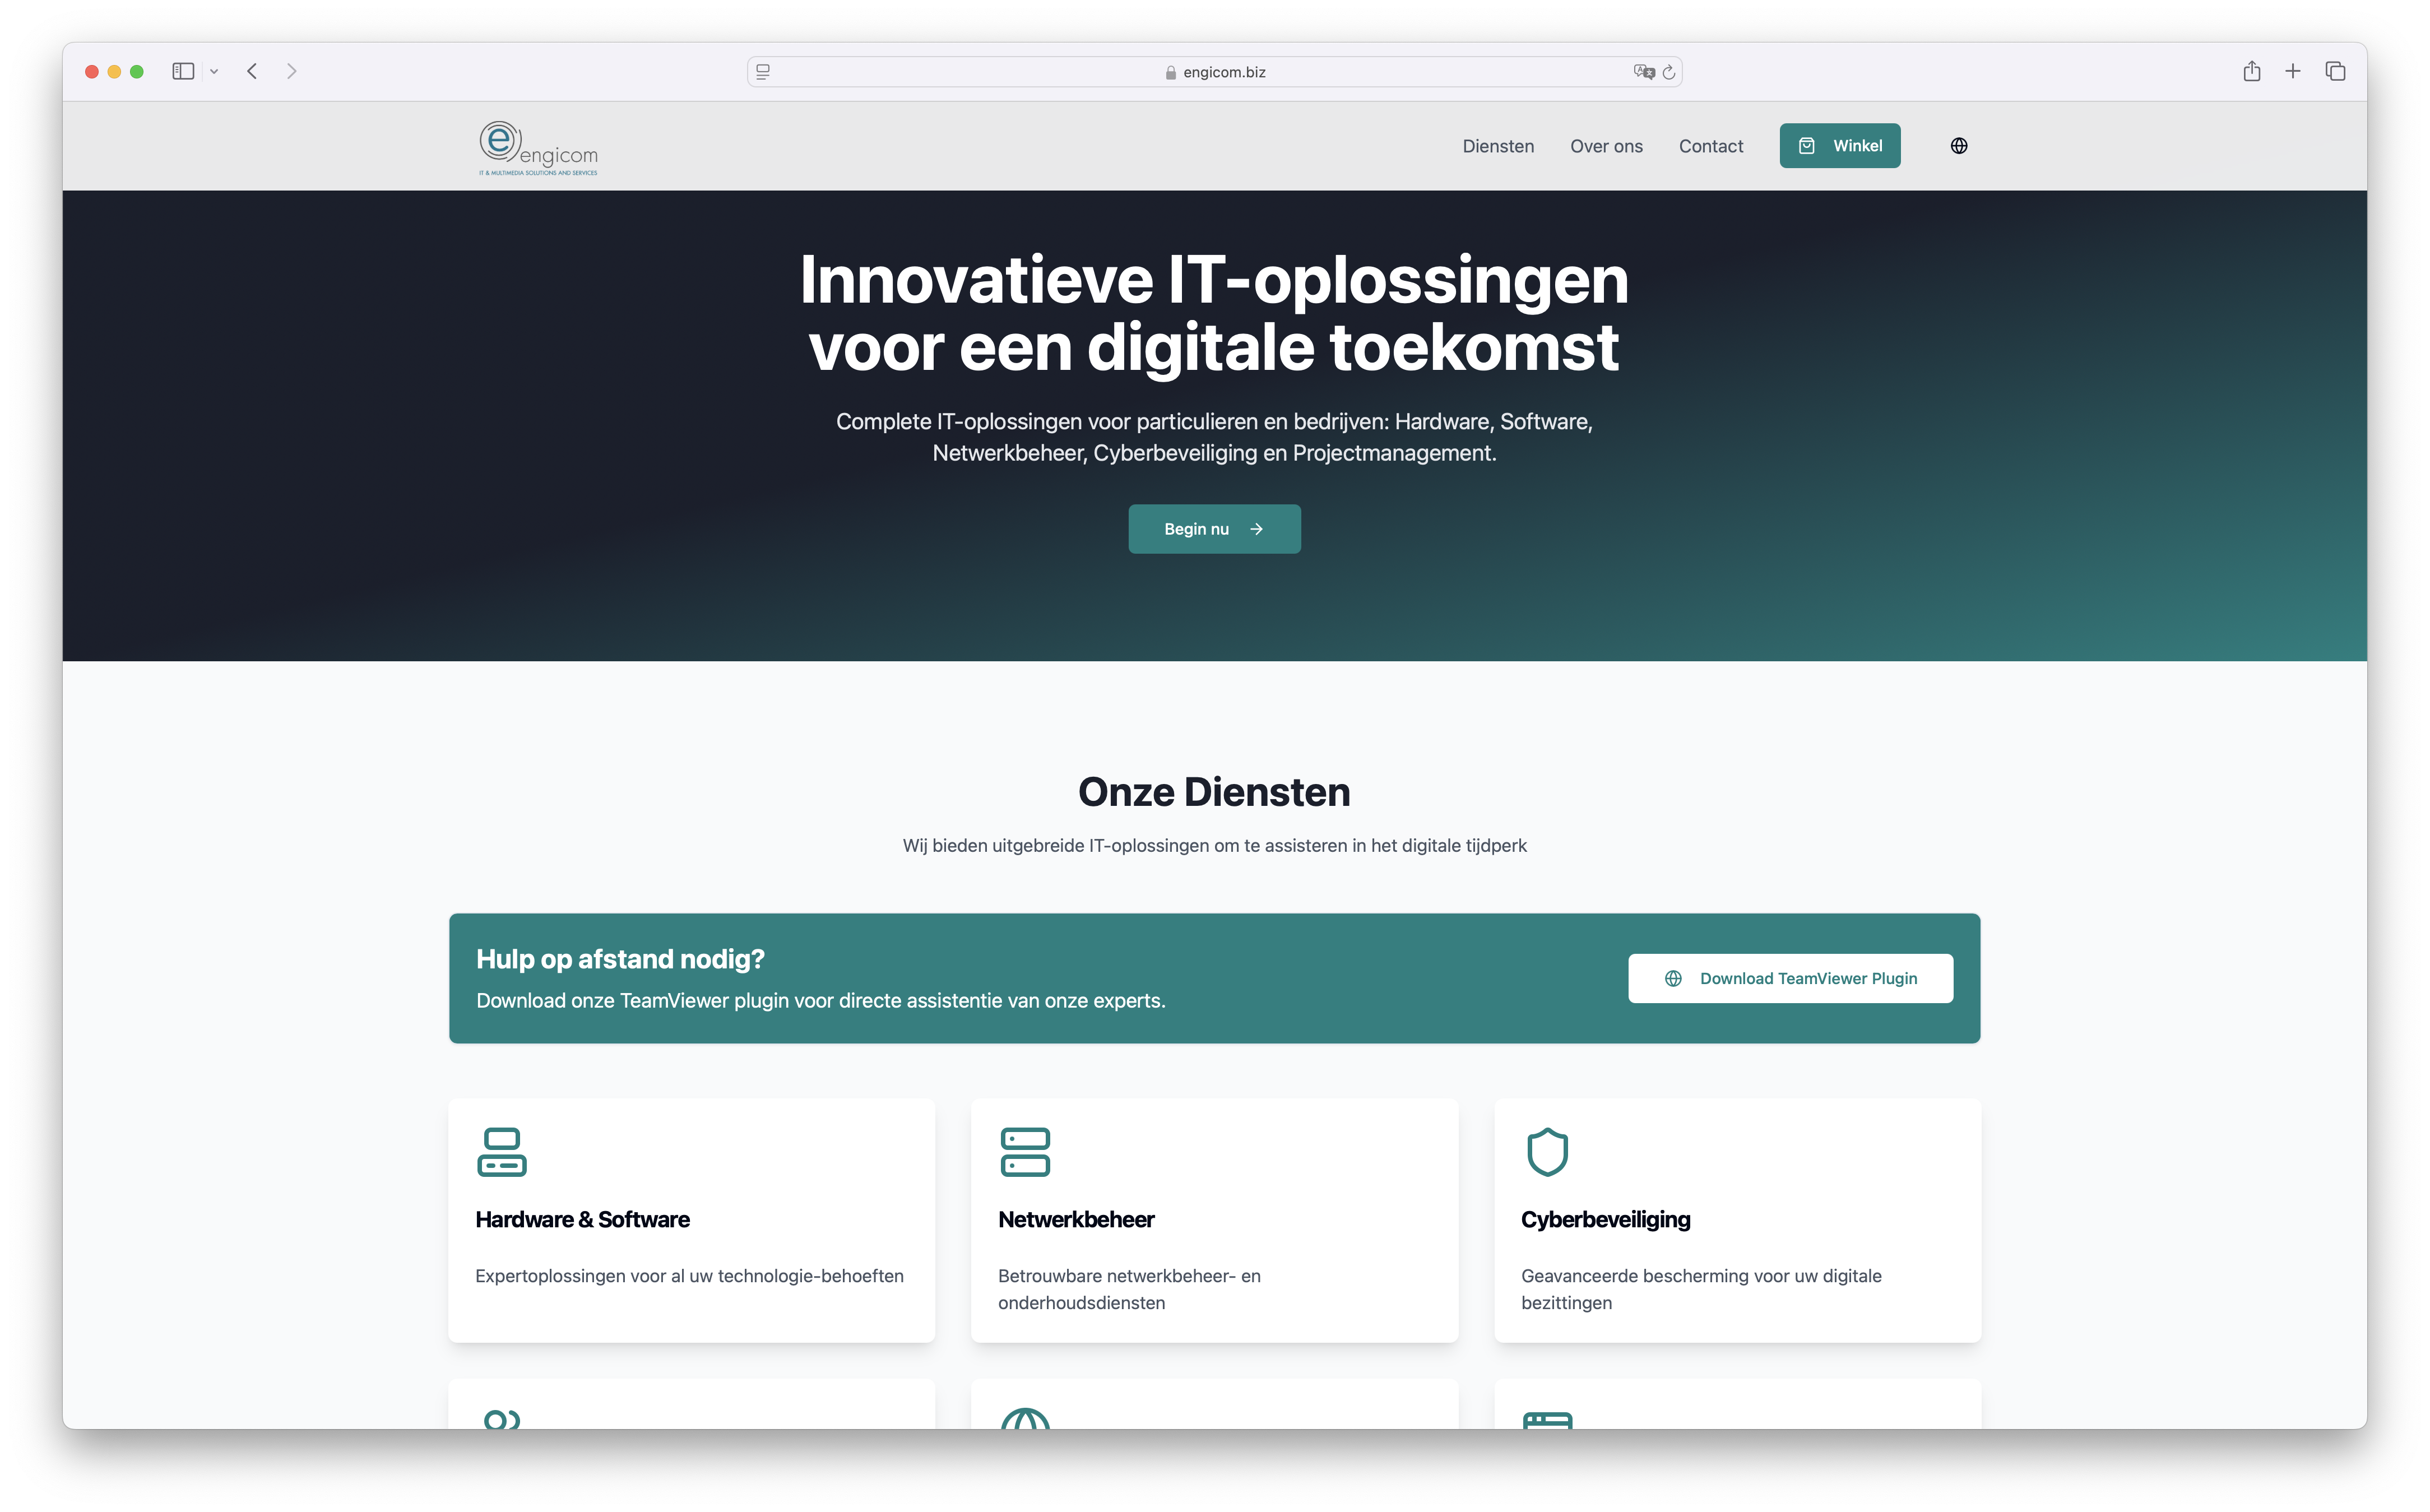 engicom.biz
e engicom
IT & MULTIMEDIA SOLUTIONS AND SERVICES
Diensten
Over ons
Contact
Winkel
Innovatieve IT-oplossingen
voor een digitale toekomst
Complete IT-oplossingen voor particulieren en bedrijven: Hardware, Software,
Netwerkbeheer, Cyberbeveiliging en Projectmanagement.
Begin nu
Onze Diensten
Wij bieden uitgebreide IT-oplossingen om te assisteren in het digitale tijdperk
Hulp op afstand nodig?
Download onze TeamViewer plugin voor directe assistentie van onze experts.
Download TeamViewer Plugin
Hardware & Software
Expertoplossingen voor al uw technologie-behoeften
Netwerkbeheer
Betrouwbare netwerkbeheer- en
onderhoudsdiensten
Cyberbeveiliging
Geavanceerde bescherming voor uw digitale
bezittingen